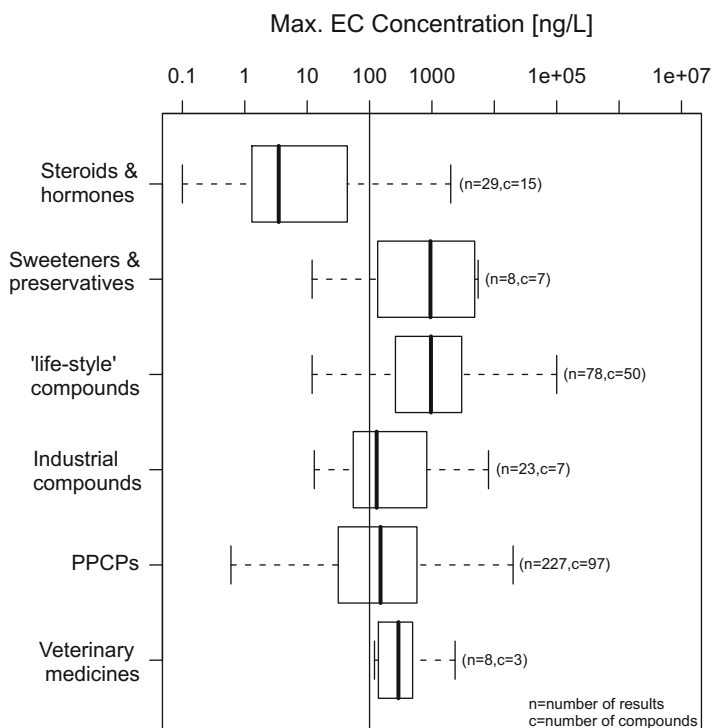 Max. EC Concentration [ng/L]
0.1 1 10 100 1000 1e+05 1e+07
Steroids &
hormones
(n=29,c=15)
Sweeteners &
preservatives
(n=8,c=7)
'life-style'
compounds
(n=78,c=50)
Industrial
compounds
(n=23,c=7)
PPCPs
(n=227,c=97)
Veterinary
medicines
(n=8,c=3)
n=number of results
c=number of compounds